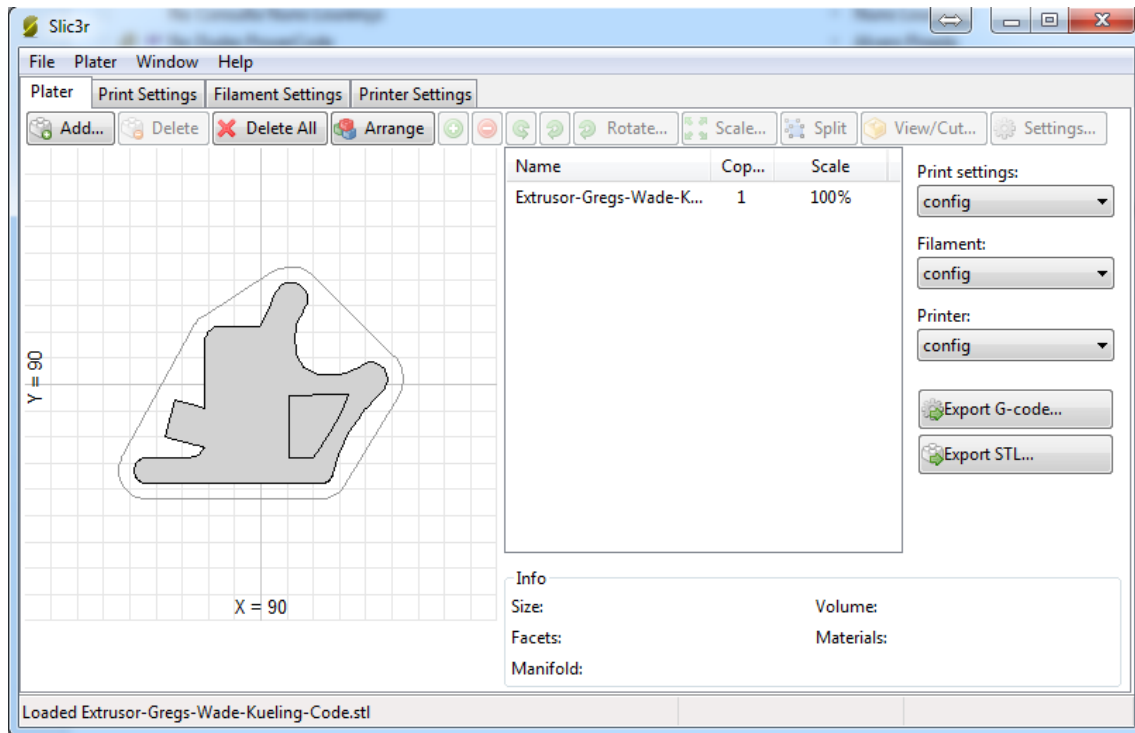 Slic3r
File Plater Window Help
Plater Print Settings Filament Settings Printer Settings
Add... Delete Delete All Arrange Rotate... Scale... Split View/Cut... Settings...
Name Cop... Scale
Extrusor-Gregs-Wade-K... 1 100%
Print settings:
config
Filament:
config
Printer:
config
Export G-code...
Export STL...
Y = 90
X = 90
Info
Size: Volume:
Facets: Materials:
Manifold:
Loaded Extrusor-Gregs-Wade-Kueling-Code.stl